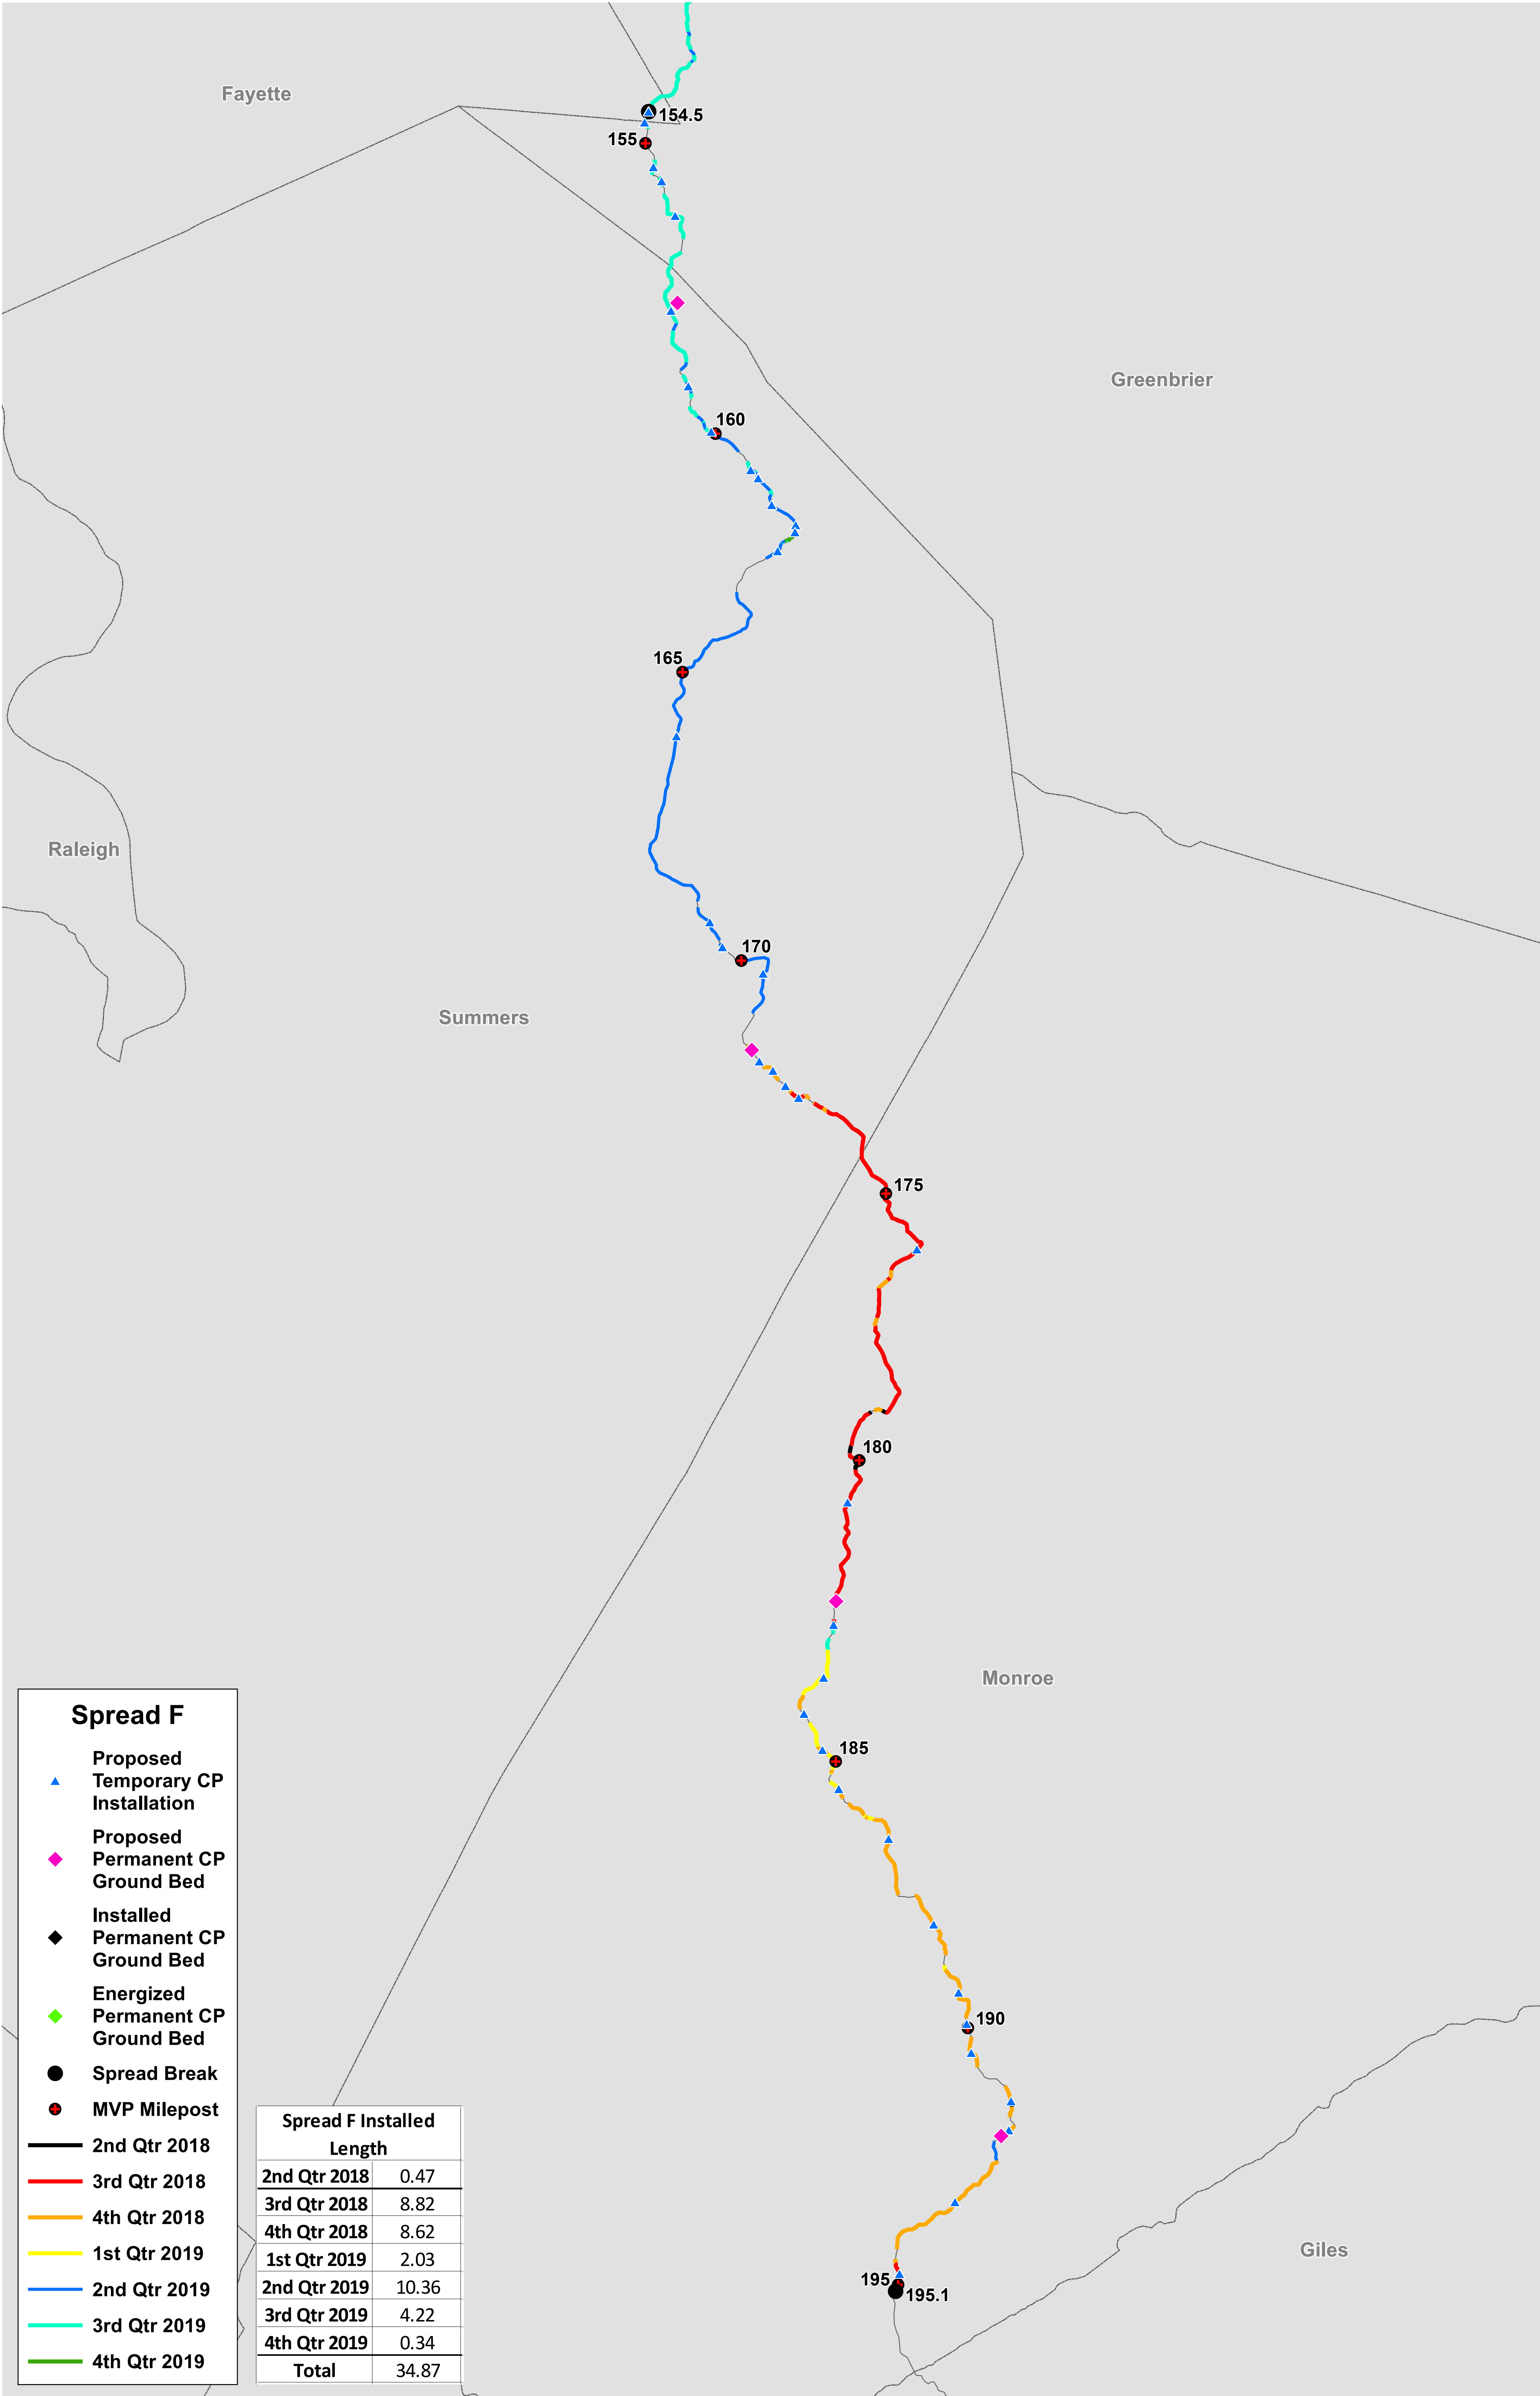 Fayette
154.5
155
Greenbrier
160
165
Raleigh
170
Summers
175
180
Monroe
185
190
Giles
195
195.1
Spread F
Proposed
Temporary CP
Installation
Proposed
Permanent CP
Ground Bed
Installed
Permanent CP
Ground Bed
Energized
Permanent CP
Ground Bed
Spread Break
MVP Milepost
2nd Qtr 2018
3rd Qtr 2018
4th Qtr 2018
1st Qtr 2019
2nd Qtr 2019
3rd Qtr 2019
4th Qtr 2019
Spread F Installed
Length
2nd Qtr 2018 0.47
3rd Qtr 2018 8.82
4th Qtr 2018 8.62
1st Qtr 2019 2.03
2nd Qtr 2019 10.36
3rd Qtr 2019 4.22
4th Qtr 2019 0.34
Total 34.87